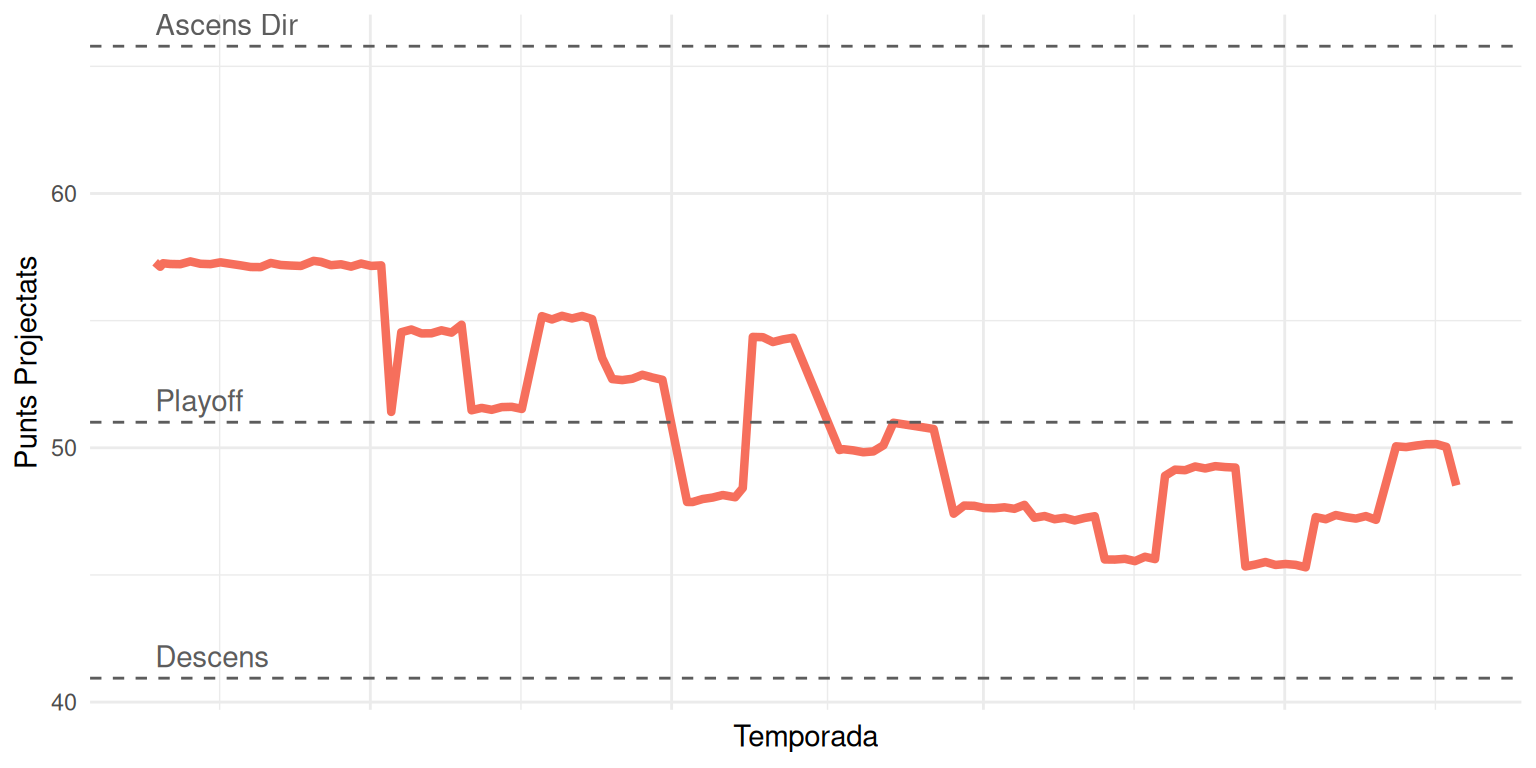 Ascens Dir
60
Punts Projectats
Playoff
50
Descens
40
Temporada